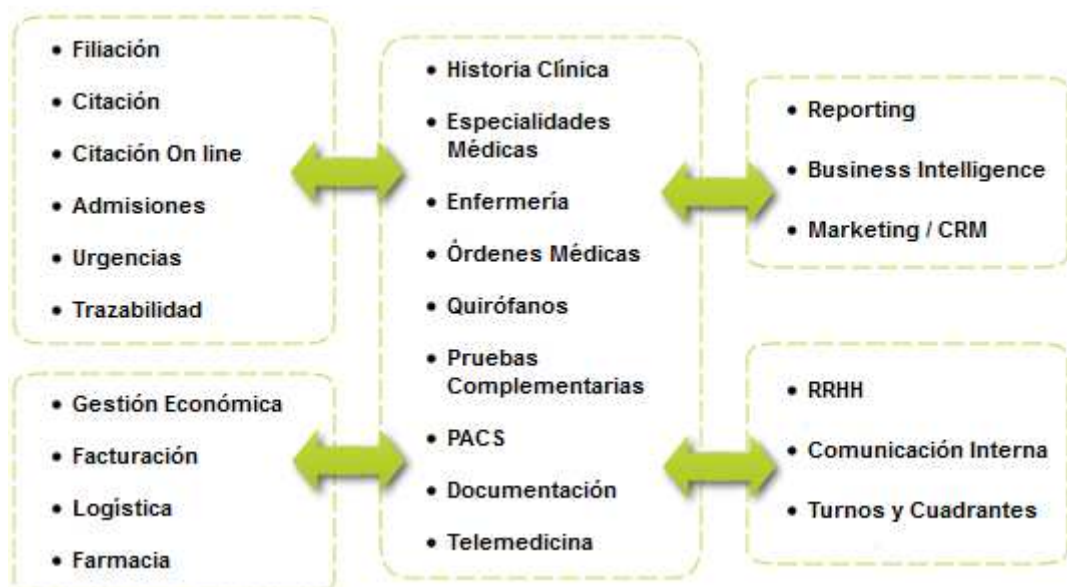 • Filiación
• Citación
• Citación On line
• Admisiones
• Urgencias
• Trazabilidad
• Gestión Económica
• Facturación
• Logística
• Farmacia
• Historia Clínica
• Especialidades
Médicas
• Enfermería
• Órdenes Médicas
• Quirófanos
• Pruebas
Complementarias
• PACS
• Documentación
• Telemedicina
• Reporting
• Business Intelligence
• Marketing / CRM
• RRHH
• Comunicación Interna
• Turnos y Cuadrantes